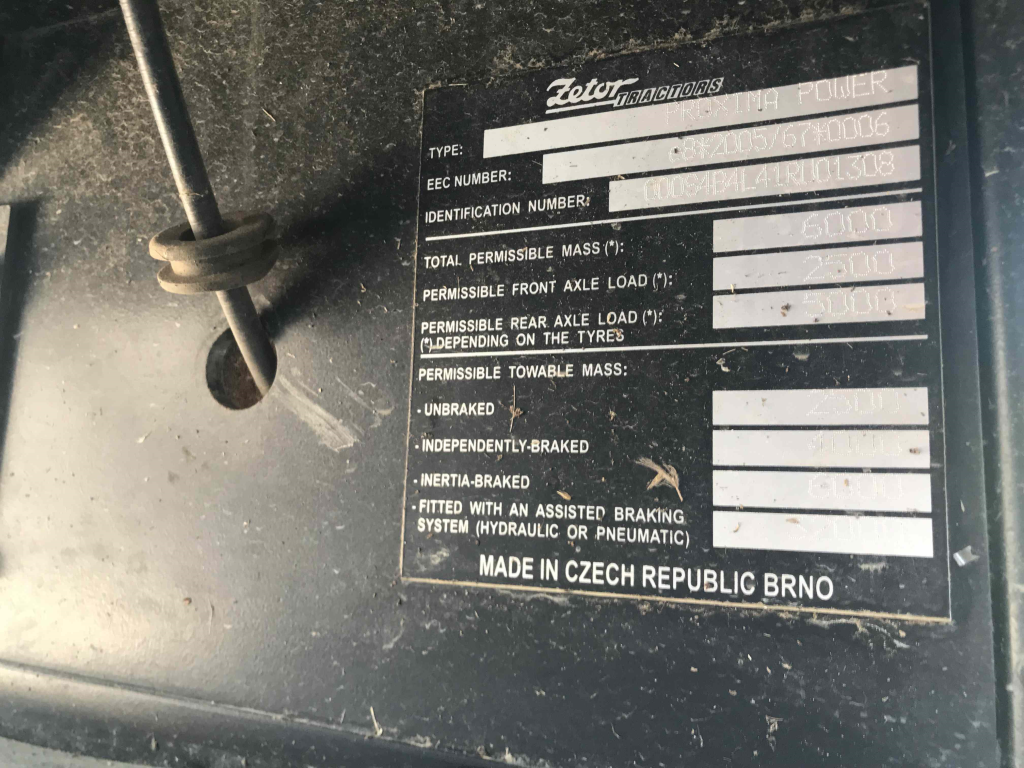 Zetor TRACTORS
TYPE: PROXIMA POWER
EEC NUMBER: e8*2005/67*0006
IDENTIFICATION NUMBER:
TOTAL PERMISSIBLE MASS (*): 6000
PERMISSIBLE FRONT AXLE LOAD (*): 2500
PERMISSIBLE REAR AXLE LOAD (*): 5000
(*) DEPENDING ON THE TYRES
PERMISSIBLE TOWABLE MASS:
- UNBRAKED 2500
- INDEPENDENTLY-BRAKED
- INERTIA-BRAKED
- FITTED WITH AN ASSISTED BRAKING
SYSTEM (HYDRAULIC OR PNEUMATIC)
MADE IN CZECH REPUBLIC BRNO